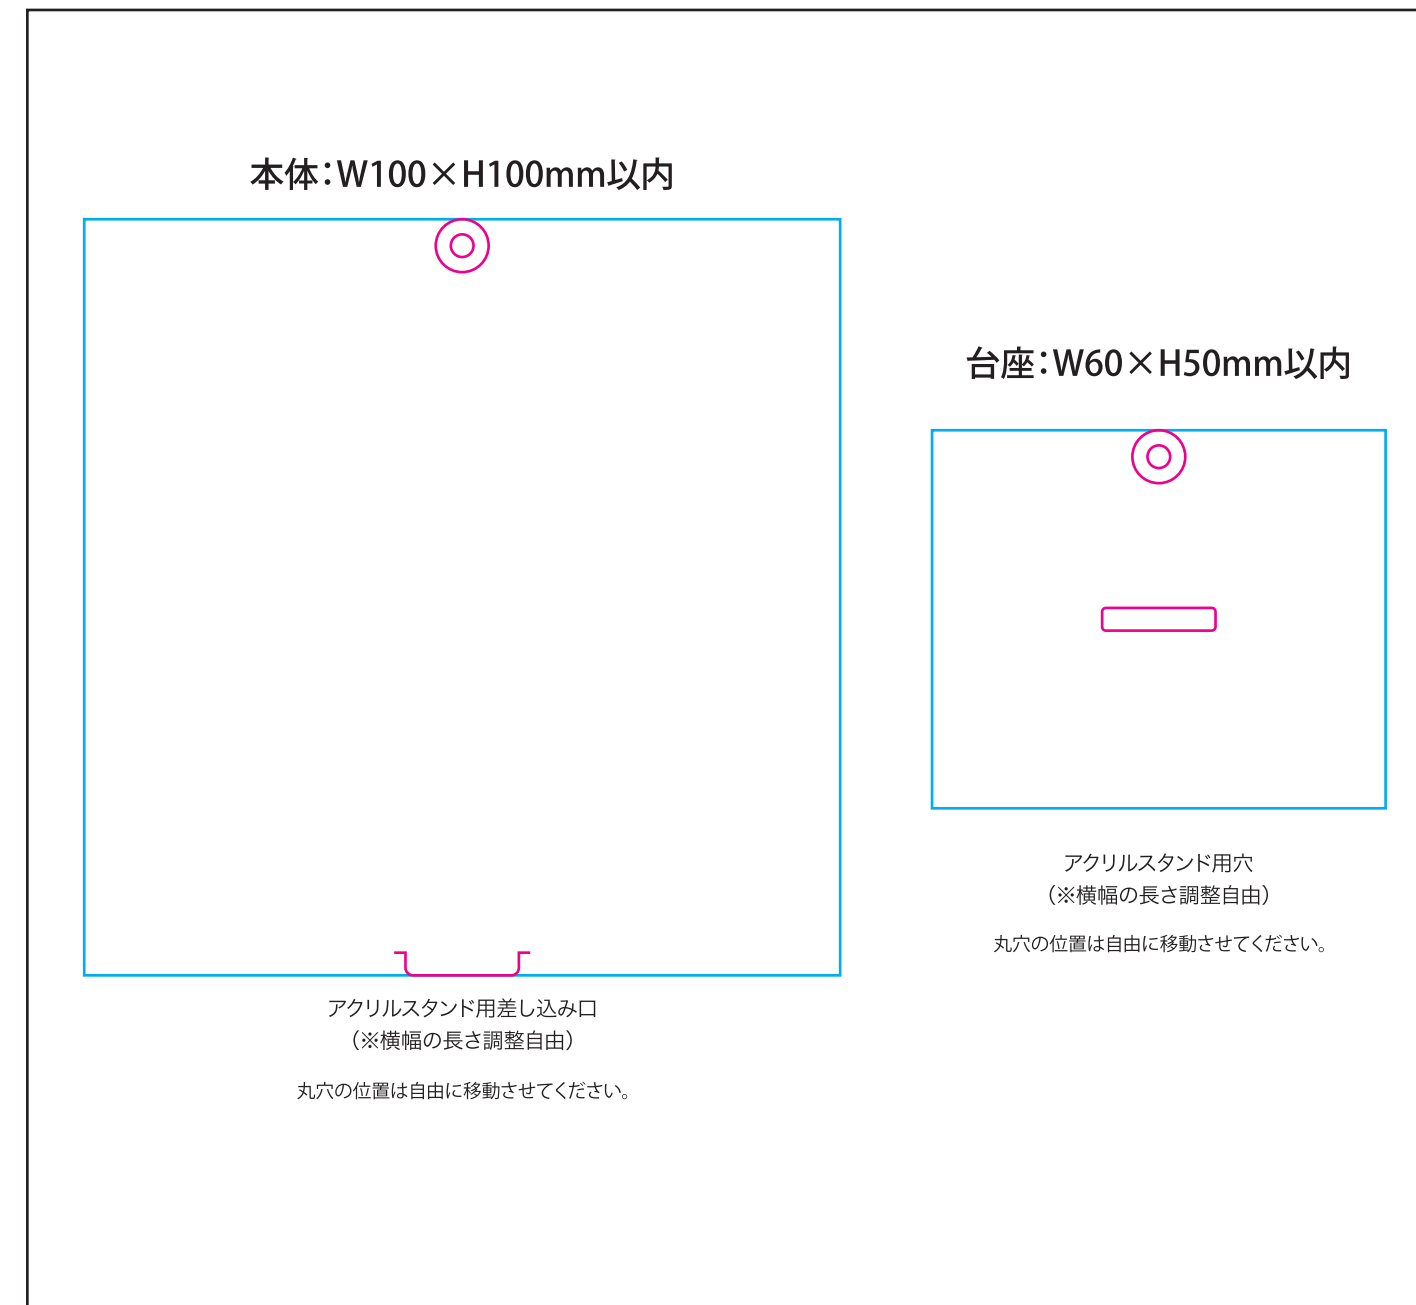 本体：W100×H100mm以内
アクリルスタンド用差し込み口
（※横幅の長さ調整自由）
丸穴の位置は自由に移動させてください。
台座：W60×H50mm以内
アクリルスタンド用穴
（※横幅の長さ調整自由）
丸穴の位置は自由に移動させてください。